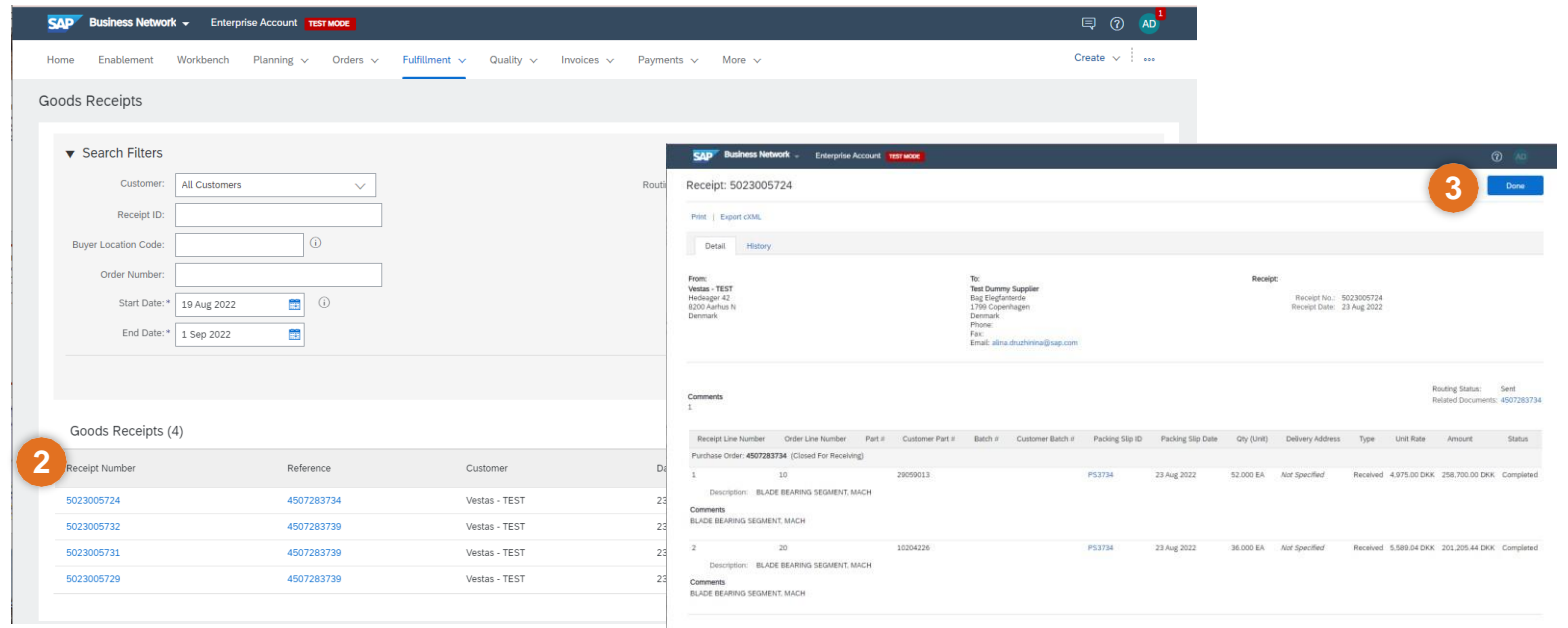 SAP Business Network Enterprise Account TEST MODE AD 1
Home Enablement Workbench Planning Orders Fulfillment Quality Invoices Payments More Create
Goods Receipts
Search Filters
Customer: All Customers
Routi
Receipt ID:
Buyer Location Code:
Order Number:
Start Date:* 19 Aug 2022
End Date:* 1 Sep 2022
Goods Receipts (4)
2
Receipt Number Reference Customer Da
5023005724 4507283734 Vestas - TEST 23
5023005732 4507283739 Vestas - TEST 23
5023005731 4507283739 Vestas - TEST 23
5023005729 4507283739 Vestas - TEST 23
SAP Business Network Enterprise Account TEST MODE AD
Receipt: 5023005724 3 Done
Print | Export cXML
Detail History
From:
Vestas - TEST
Hedeager 42
8200 Aarhus N
Denmark
To:
Test Dummy Supplier
Bag Elegfanterde
1799 Copenhagen
Denmark
Phone:
Fax:
Email: alina.druzhinina@sap.com
Receipt:
Receipt No.: 5023005724
Receipt Date: 23 Aug 2022
Routing Status: Sent
Related Documents: 4507283734
Comments
1
Receipt Line Number Order Line Number Part # Customer Part # Batch # Customer Batch # Packing Slip ID Packing Slip Date Qty (Unit) Delivery Address Type Unit Rate Amount Status
Purchase Order: 4507283734 (Closed For Receiving)
1 10 29059013 PS3734 23 Aug 2022 52.000 EA Not Specified Received 4,975.00 DKK 258,700.00 DKK Completed
Description: BLADE BEARING SEGMENT, MACH
Comments
BLADE BEARING SEGMENT, MACH
2 20 10204226 PS3734 23 Aug 2022 36.000 EA Not Specified Received 5,589.04 DKK 201,205.44 DKK Completed
Description: BLADE BEARING SEGMENT, MACH
Comments
BLADE BEARING SEGMENT, MACH